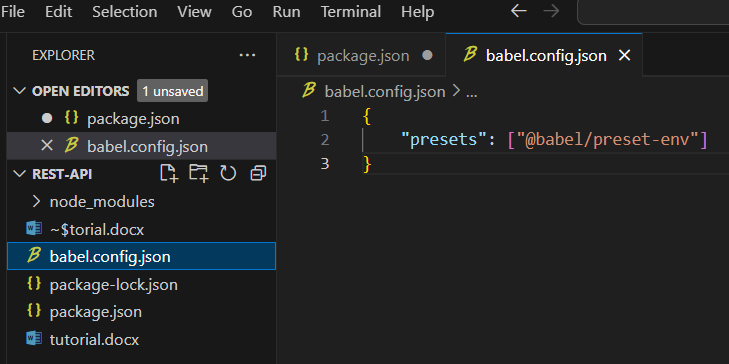 File Edit Selection View Go Run Terminal Help
EXPLORER
package.json
babel.config.json
OPEN EDITORS 1 unsaved
babel.config.json > ...
package.json
1 {
babel.config.json
2 "presets": ["@babel/preset-env"]
REST-API
3 }
node_modules
~$torial.docx
babel.config.json
package-lock.json
package.json
tutorial.docx